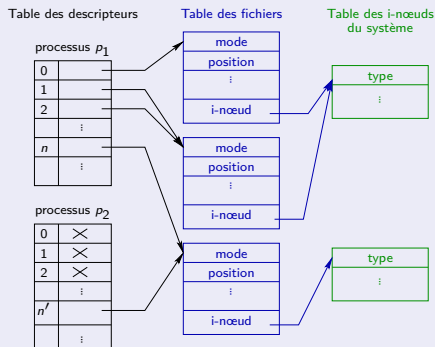 Table des descripteurs
processus p1
0
1
2
⋮
n
⋮
processus p2
0
1
2
⋮
n′
⋮
Table des fichiers
mode
position
⋮
i-nœud
mode
position
⋮
i-nœud
mode
position
⋮
i-nœud
Table des i-nœuds
du système
type
⋮
type
⋮